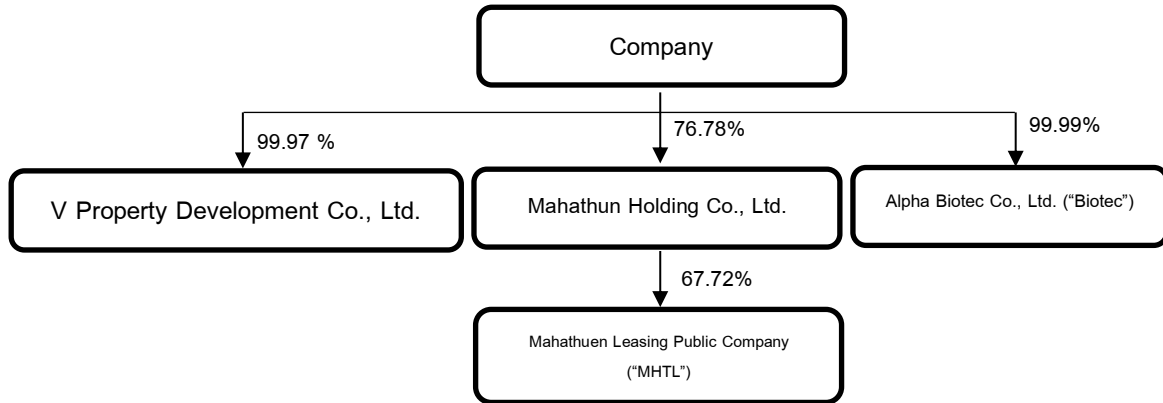 Company
99.97 %
76.78%
99.99%
V Property Development Co., Ltd.
Mahathun Holding Co., Ltd.
Alpha Biotec Co., Ltd. (“Biotec”)
67.72%
Mahathuen Leasing Public Company
(“MHTL”)